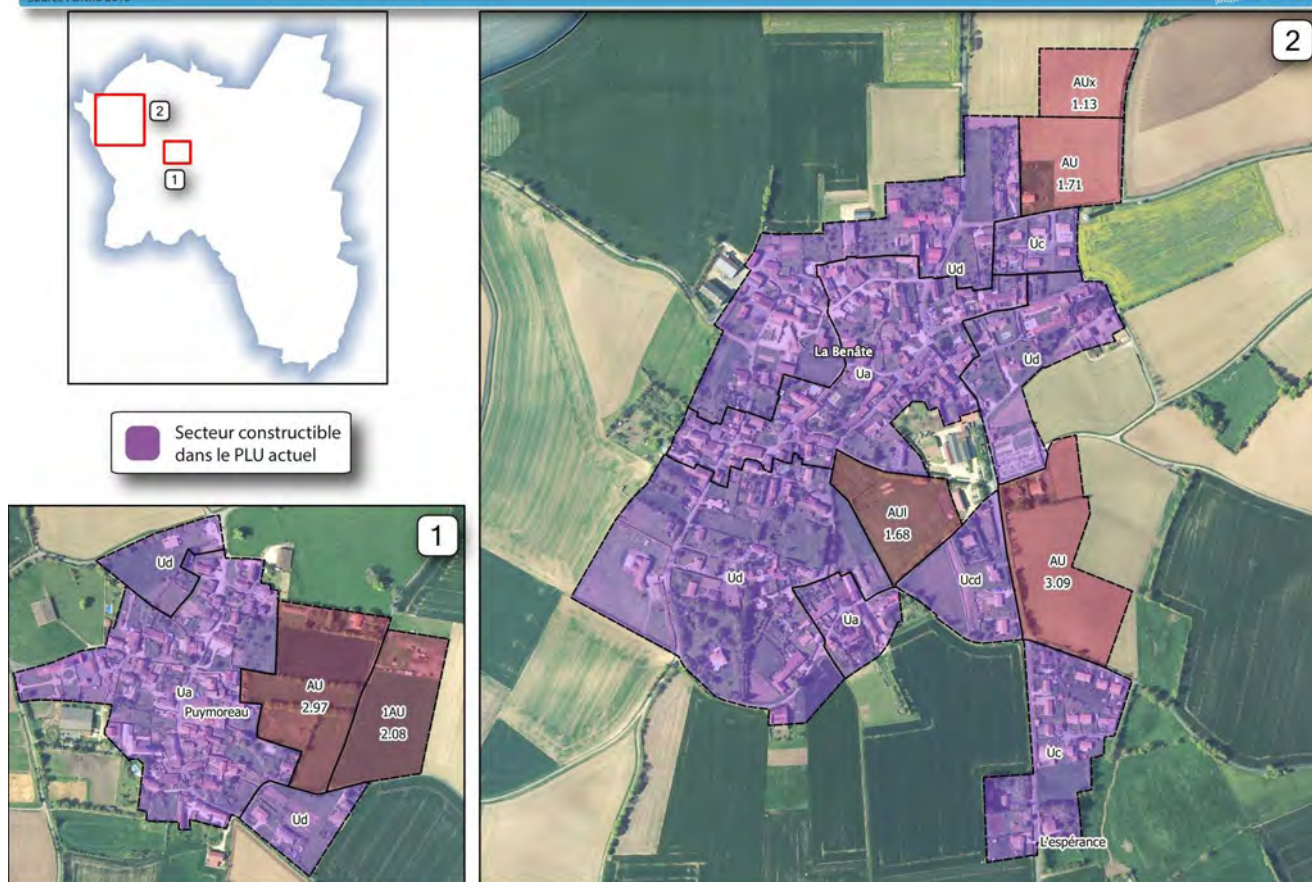 2
1
Secteur constructible
dans le PLU actuel
1
Ud
Ua
Puymoreau
AU
2.97
1AU
2.08
Ud
2
AUx
1.13
AU
1.71
Uc
Ud
La Benâte
Ua
Ud
AUl
1.68
AU
3.09
Ucd
Ud
Ua
Uc
L'espérance